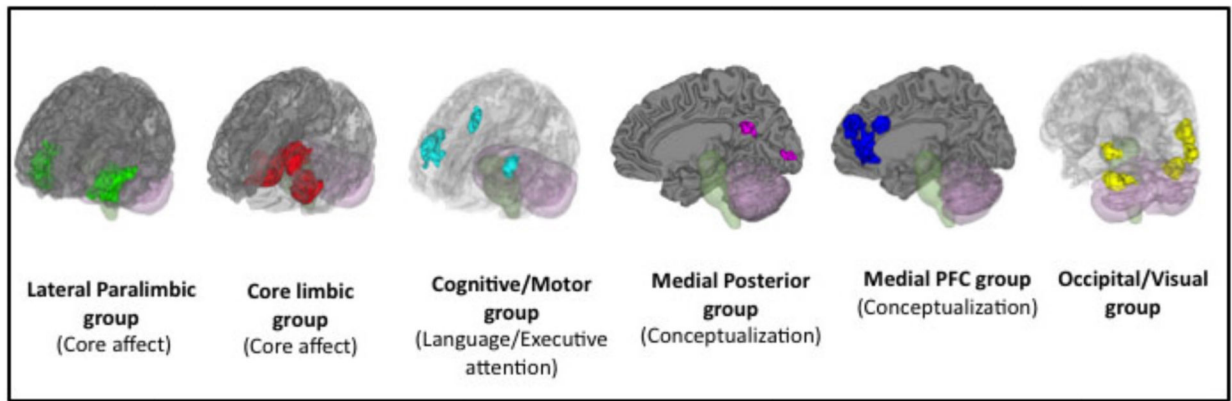 Lateral Paralimbic
group
(Core affect)
Core limbic
group
(Core affect)
Cognitive/Motor
group
(Language/Executive
attention)
Medial Posterior
group
(Conceptualization)
Medial PFC group
(Conceptualization)
Occipital/Visual
group